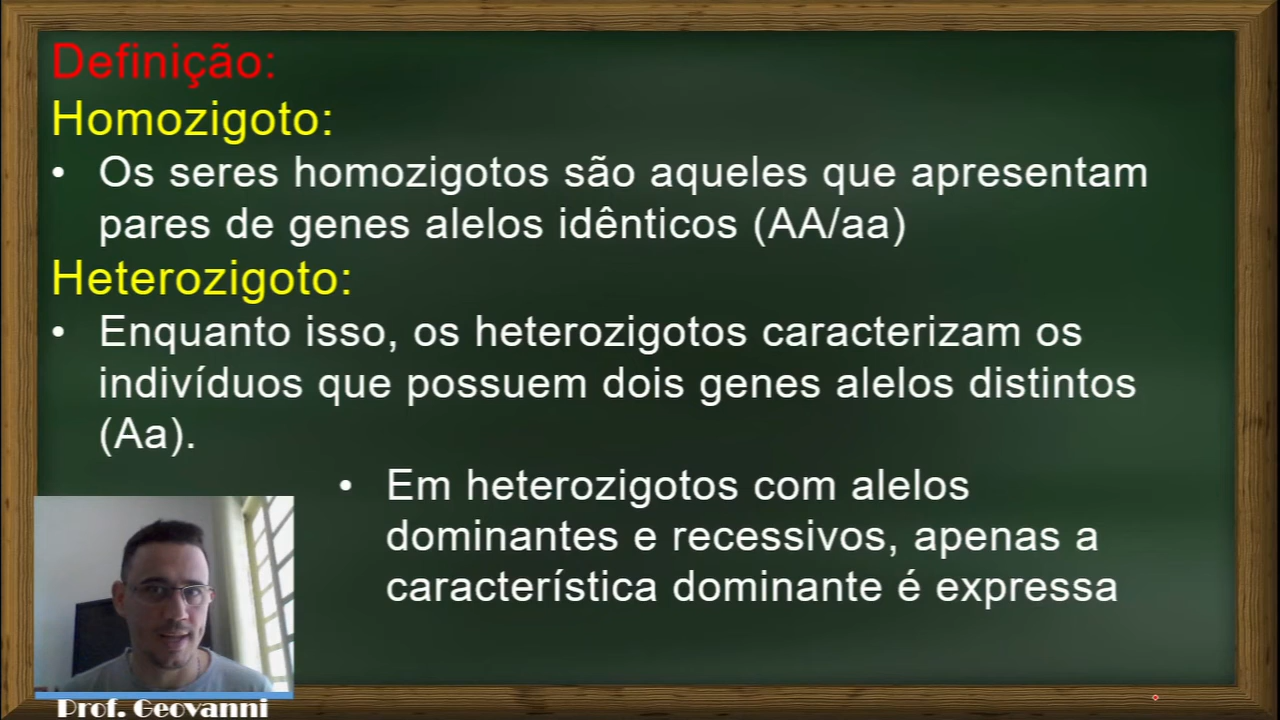 Definição:
Homozigoto:
• Os seres homozigotos são aqueles que apresentam
pares de genes alelos idênticos (AA/aa)
Heterozigoto:
• Enquanto isso, os heterozigotos caracterizam os
indivíduos que possuem dois genes alelos distintos
(Aa).
• Em heterozigotos com alelos
dominantes e recessivos, apenas a
característica dominante é expressa
Prof. Geovanni